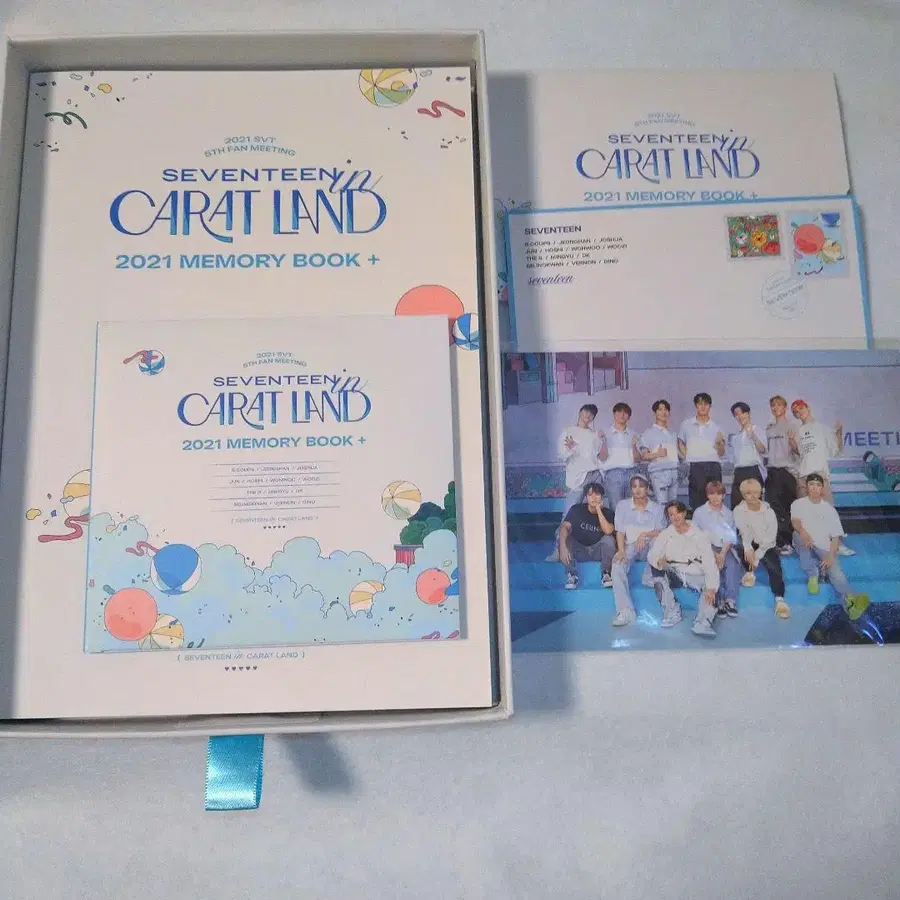 2021 SVT
5TH FAN MEETING
SEVENTEEN in
CARAT LAND
2021 MEMORY BOOK +
2021 SVT
5TH FAN MEETING
SEVENTEEN in
CARAT LAND
2021 MEMORY BOOK +
S.COUPS / JEONGHAN / JOSHUA
JUN / HOSHI / WONWOO / WOOZI
THE 8 / MINGYU / DK
SEUNGKWAN / VERNON / DINO
( SEVENTEEN in CARAT LAND )
♥♥♥♥♥
( SEVENTEEN in CARAT LAND )
♥♥♥♥♥
2021 SVT
5TH FAN MEETING
SEVENTEEN in
CARAT LAND
2021 MEMORY BOOK +
SEVENTEEN
S.COUPS / JEONGHAN / JOSHUA
JUN / HOSHI / WONWOO / WOOZI
THE 8 / MINGYU / DK
SEUNGKWAN / VERNON / DINO
seventeen
SEVENTEEN
MEETI